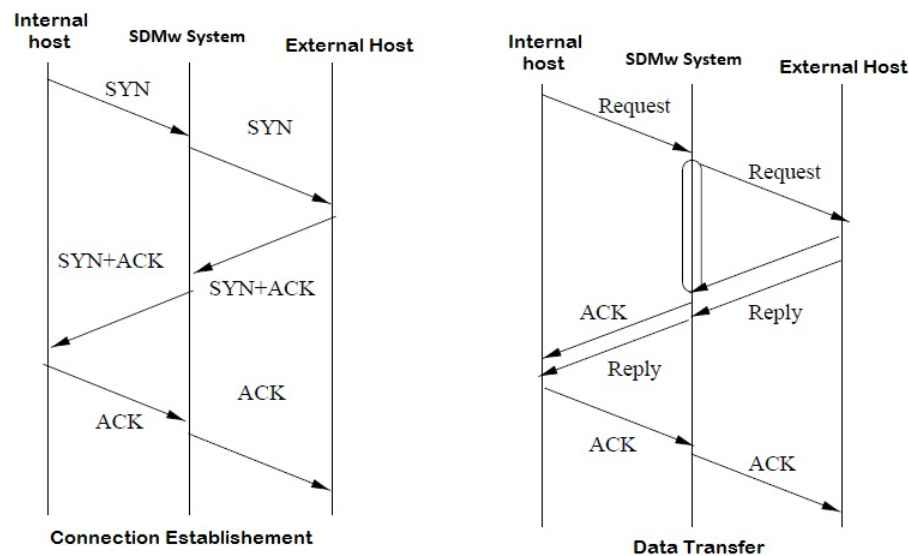 Internal
host
SDMw System
External Host
SYN
SYN
SYN+ACK
SYN+ACK
ACK
ACK
Connection Establishement
Internal
host
SDMw System
External Host
Request
Request
ACK
Reply
Reply
ACK
ACK
Data Transfer